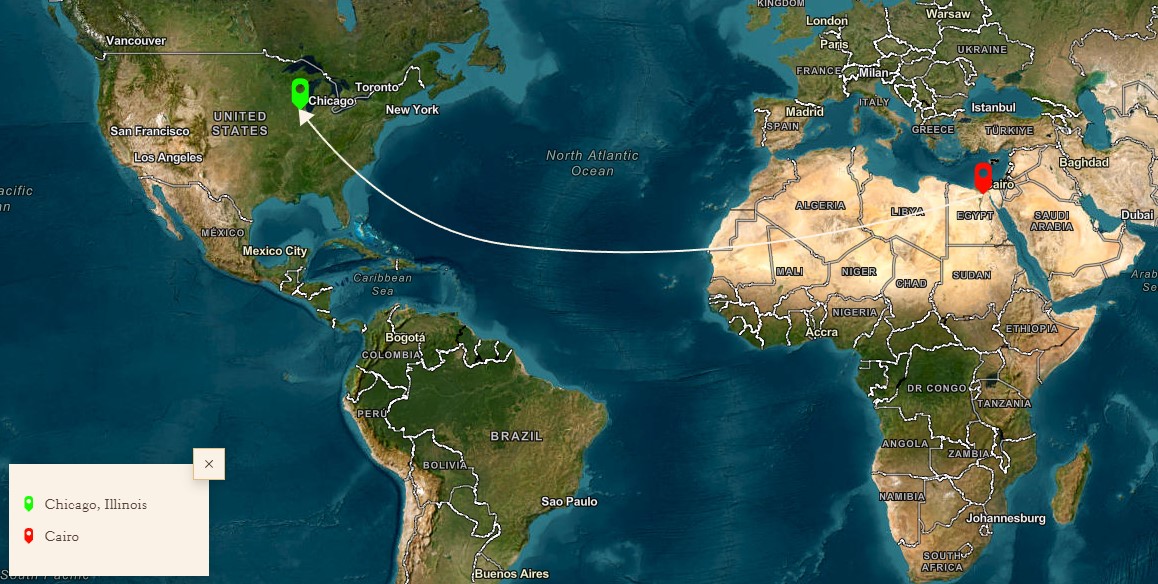 KINGDOM
London
Warsaw
Vancouver
Paris
UKRAINE
FRANCE
Milan
Toronto
Chicago
New York
ITALY
Istanbul
Madrid
SPAIN
GREECE
TÜRKIYE
UNITED
STATES
San Francisco
Los Angeles
North Atlantic
Ocean
Baghdad
acific
an
airo
ALGERIA
LIBYA
EGYPT
SAUDI
ARABIA
Dubai
MÉXICO
Mexico City
Caribbean
Sea
MALI
NIGER
CHAD
SUDAN
Arab
Se
NIGERIA
ETHIOPIA
Accra
Bogotá
COLOMBIA
DR CONGO
TANZANIA
PERÚ
BRAZIL
ANGOLA
ZAMBIA
BOLIVIA
NAMIBIA
Sao Paulo
Johannesburg
SOUTH
AFRICA
Buenos Aires
Chicago, Illinois
Cairo
South Pacific